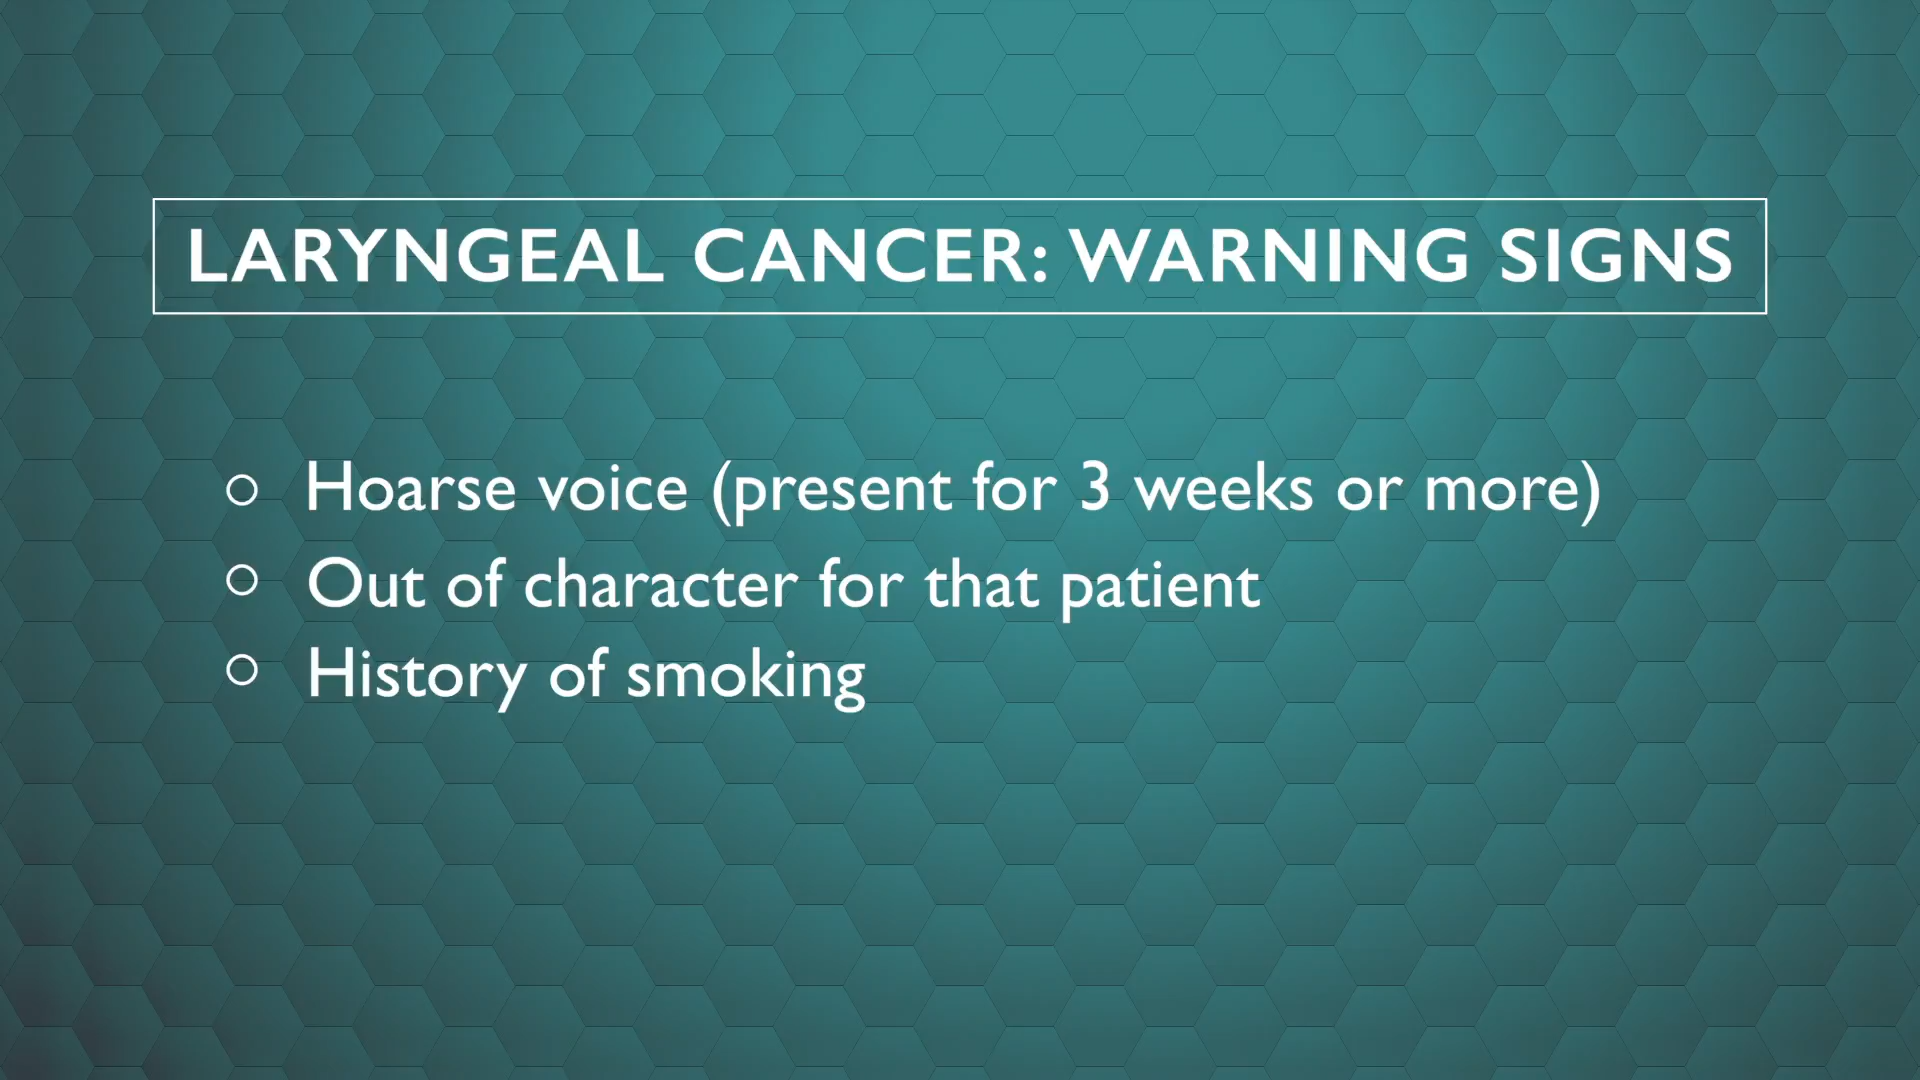 LARYNGEAL CANCER: WARNING SIGNS
Hoarse voice (present for 3 weeks or more)
Out of character for that patient
History of smoking